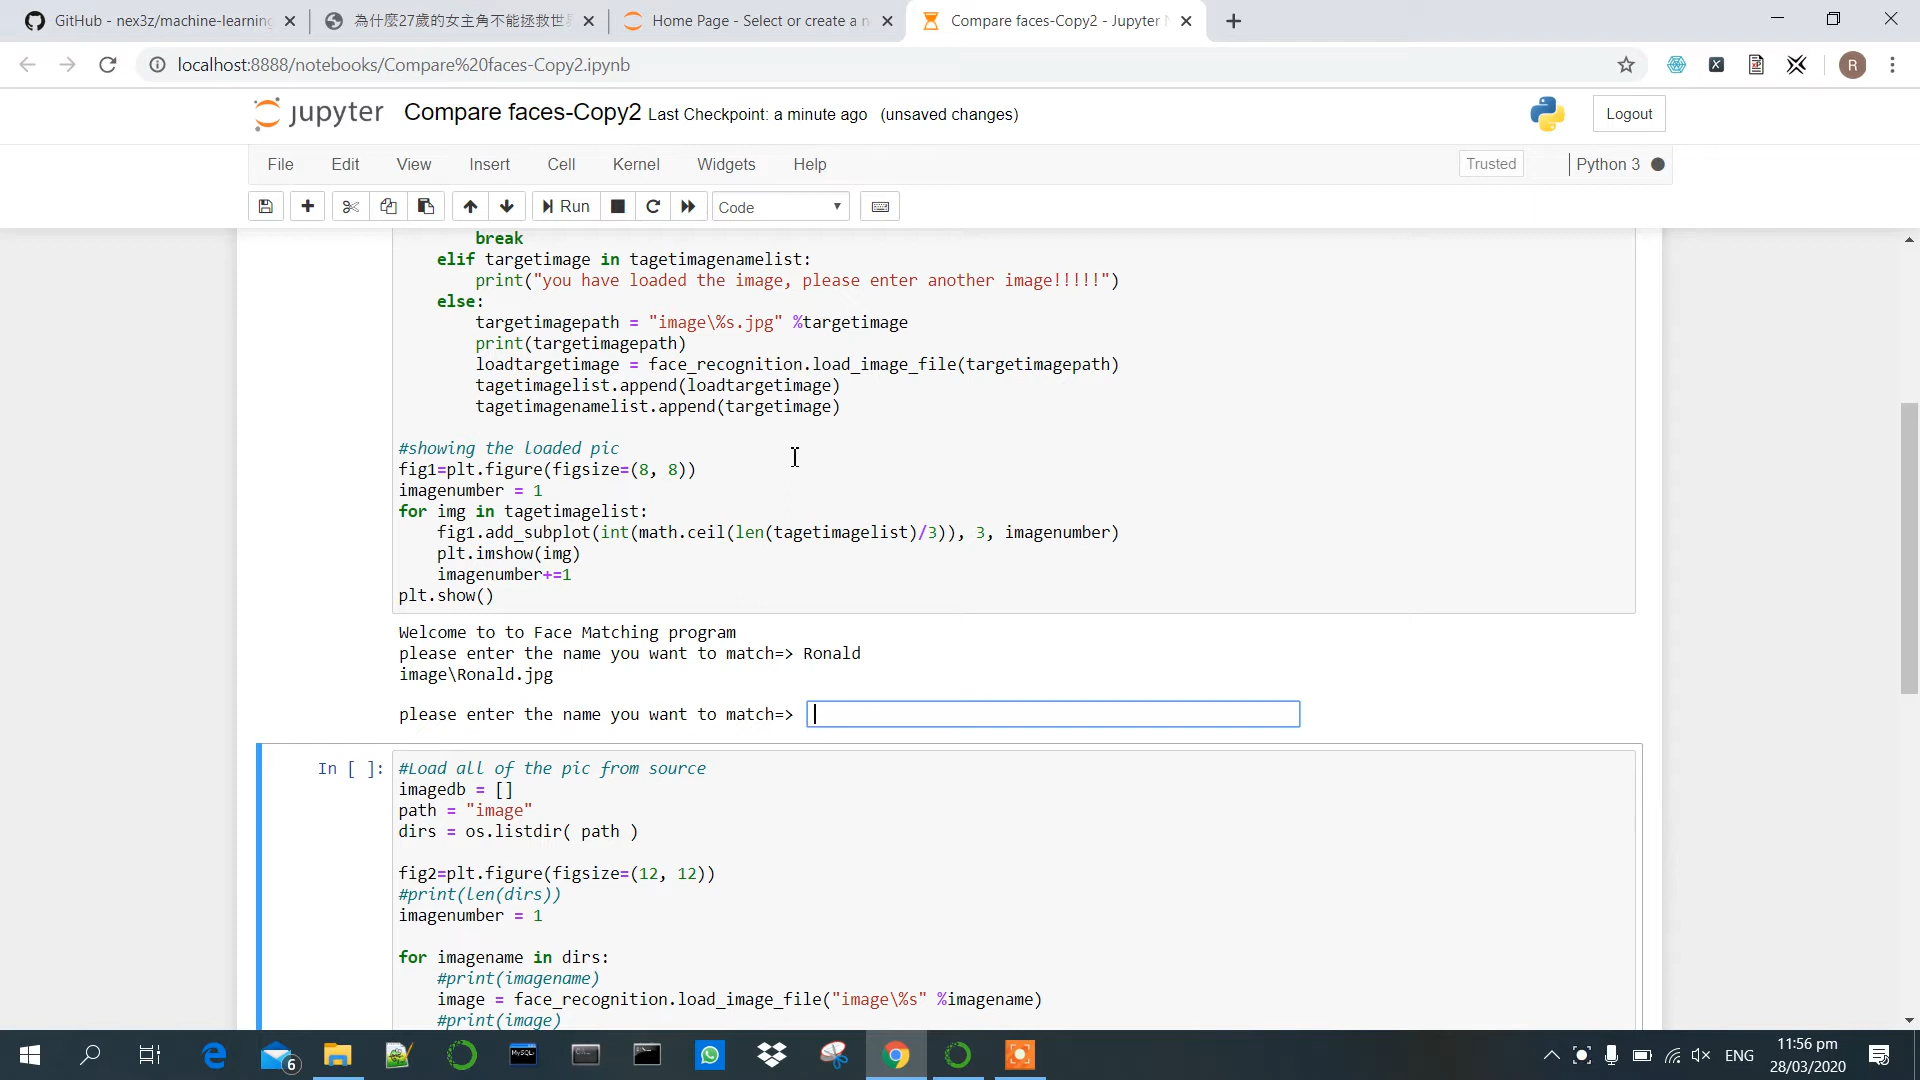 GitHub - nex3z/machine-learning
為什麼27歲的女主角不能拯救世界
Home Page - Select or create a n
Compare faces-Copy2 - Jupyter N
localhost:8888/notebooks/Compare%20faces-Copy2.ipynb
R
jupyter Compare faces-Copy2 Last Checkpoint: a minute ago (unsaved changes)
Logout
File Edit View Insert Cell Kernel Widgets Help
Trusted Python 3
Run Code
break
elif targetimage in tagetimagenamelist:
print("you have loaded the image, please enter another image!!!!!")
else:
targetimagepath = "image\%s.jpg" %targetimage
print(targetimagepath)
loadtargetimage = face_recognition.load_image_file(targetimagepath)
tagetimagelist.append(loadtargetimage)
tagetimagenamelist.append(targetimage)
#showing the loaded pic
fig1=plt.figure(figsize=(8, 8))
imagenumber = 1
for img in tagetimagelist:
fig1.add_subplot(int(math.ceil(len(tagetimagelist)/3)), 3, imagenumber)
plt.imshow(img)
imagenumber+=1
plt.show()
Welcome to to Face Matching program
please enter the name you want to match=> Ronald
image\Ronald.jpg
please enter the name you want to match=>
In [ ]: #Load all of the pic from source
imagedb = []
path = "image"
dirs = os.listdir( path )
fig2=plt.figure(figsize=(12, 12))
#print(len(dirs))
imagenumber = 1
for imagename in dirs:
#print(imagename)
image = face_recognition.load_image_file("image\%s" %imagename)
#print(image)
6
MySQL
ENG
11:56 pm
28/03/2020